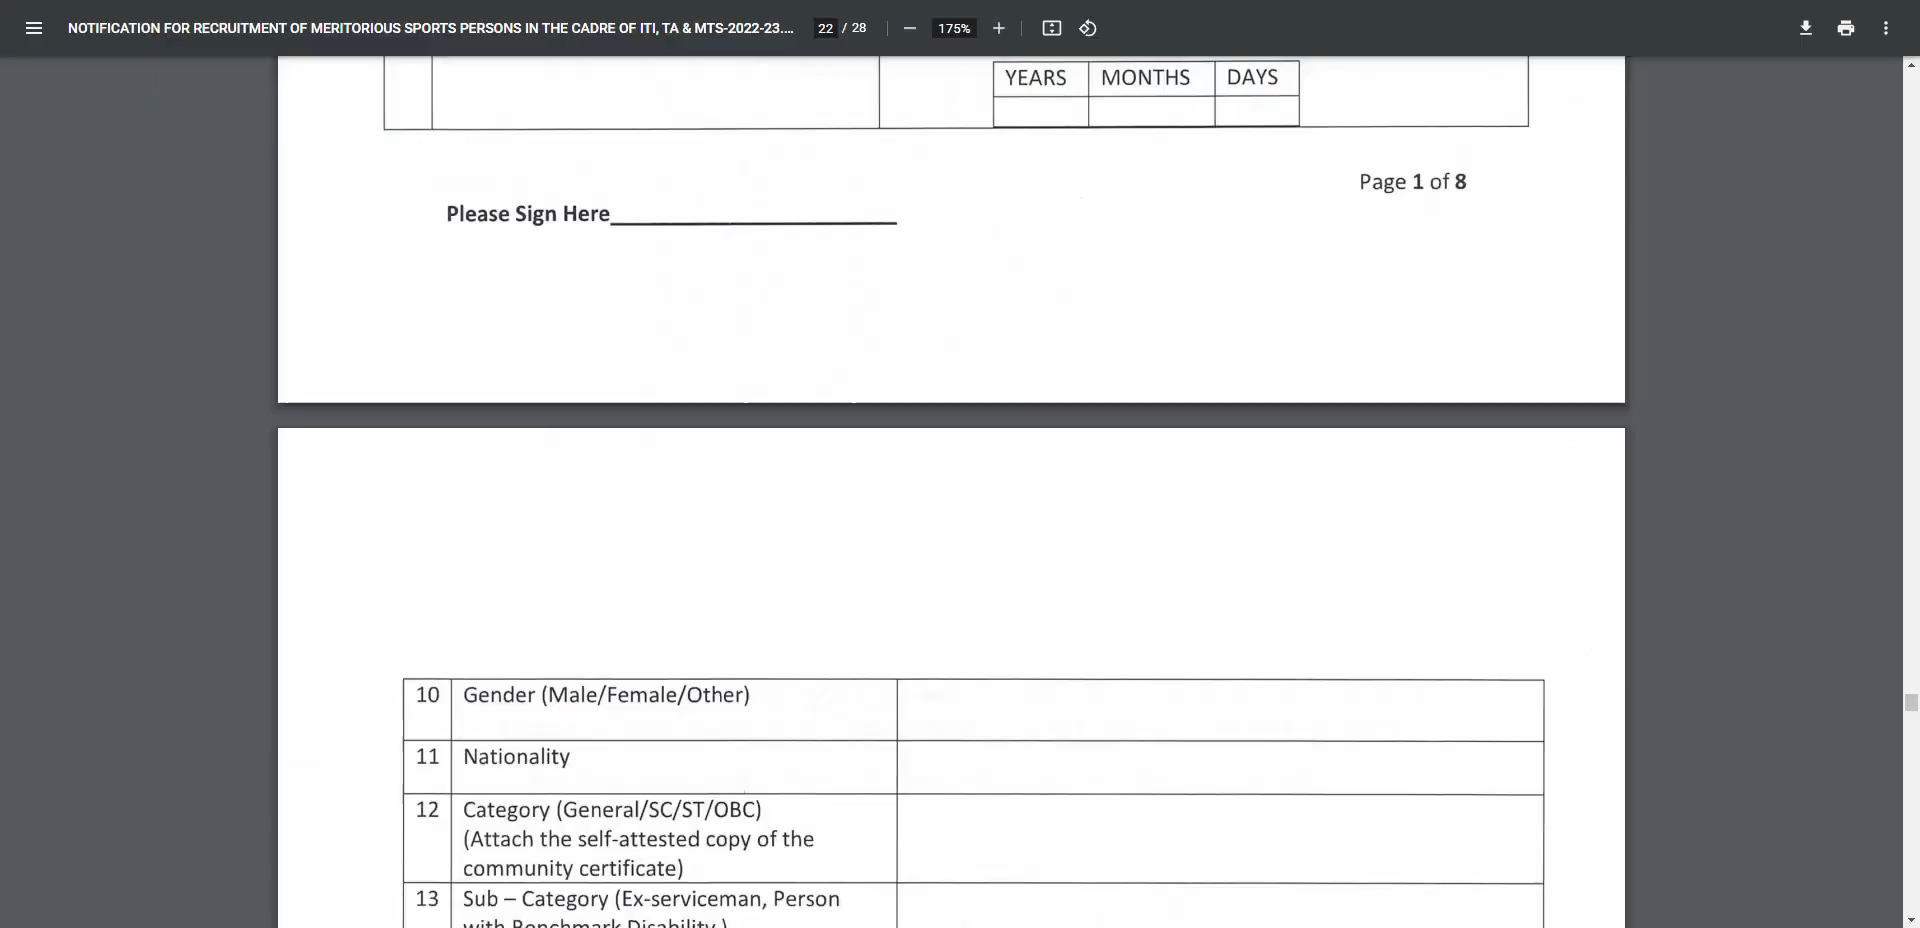 NOTIFICATION FOR RECRUITMENT OF MERITORIOUS SPORTS PERSONS IN THE CADRE OF ITI, TA & MTS-2022-23.... 22 / 28 175%
YEARS MONTHS DAYS
Page 1 of 8
Please Sign Here
10 Gender (Male/Female/Other)
11 Nationality
12 Category (General/SC/ST/OBC)
(Attach the self-attested copy of the
community certificate)
13 Sub – Category (Ex-serviceman, Person
with Benchmark Disability )